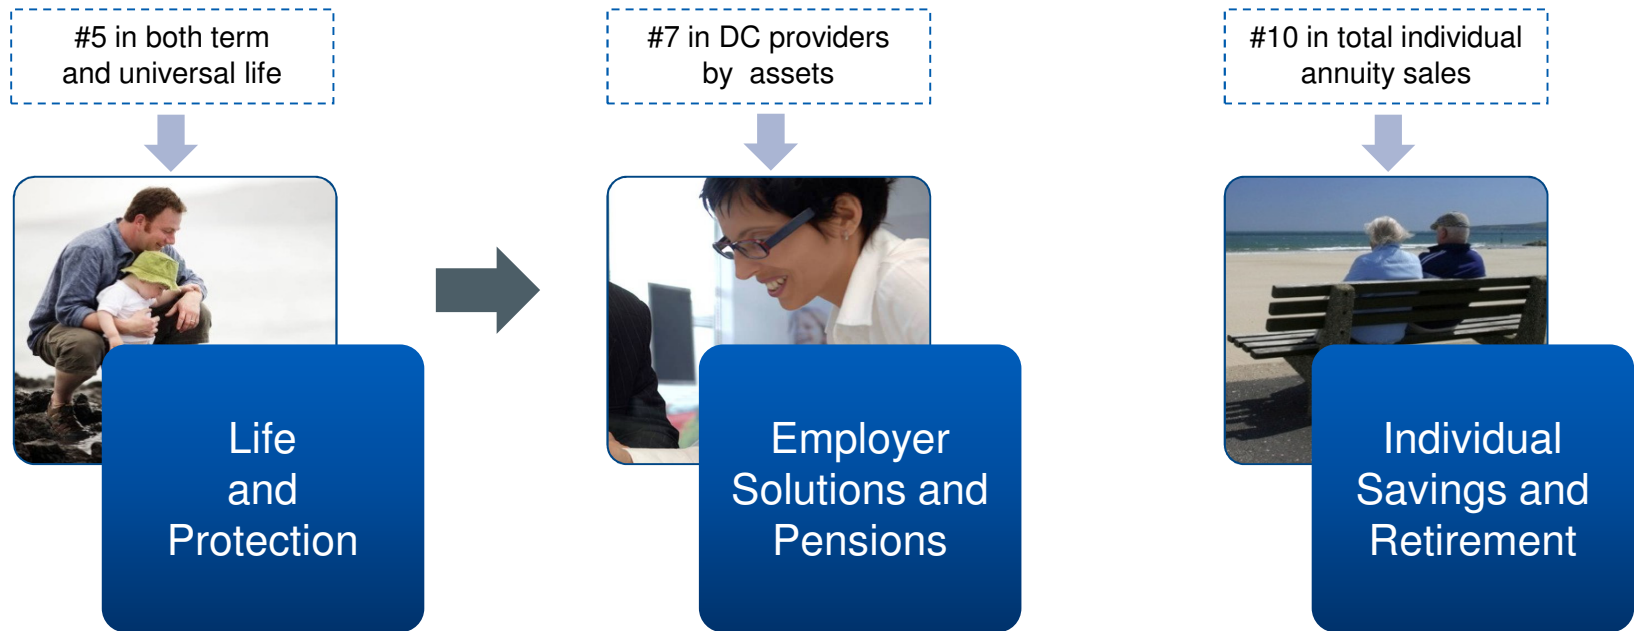 #5 in both term
and universal life
#7 in DC providers
by assets
#10 in total individual
annuity sales
Life
and
Protection
Employer
Solutions and
Pensions
Individual
Savings and
Retirement